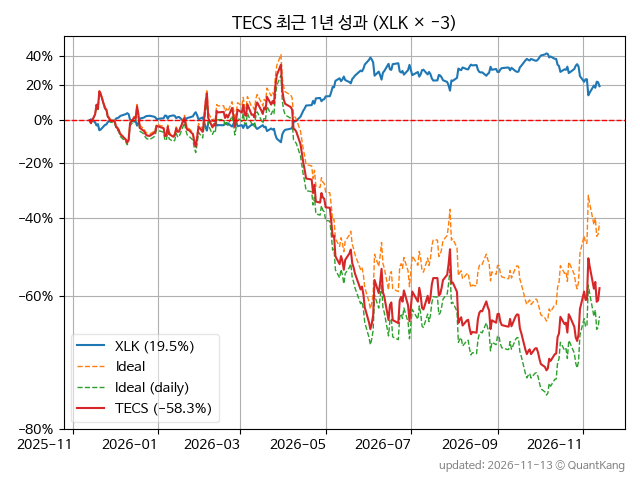 TECS 최근 1년 성과 (XLK × −3)
40%
20%
0%
−20%
−40%
−60%
−80%
XLK (19.5%)
Ideal
Ideal (daily)
TECS (−58.3%)
2025-11
2026-01
2026-03
2026-05
2026-07
2026-09
2026-11
updated: 2026-11-13 ⓒ QuantKang